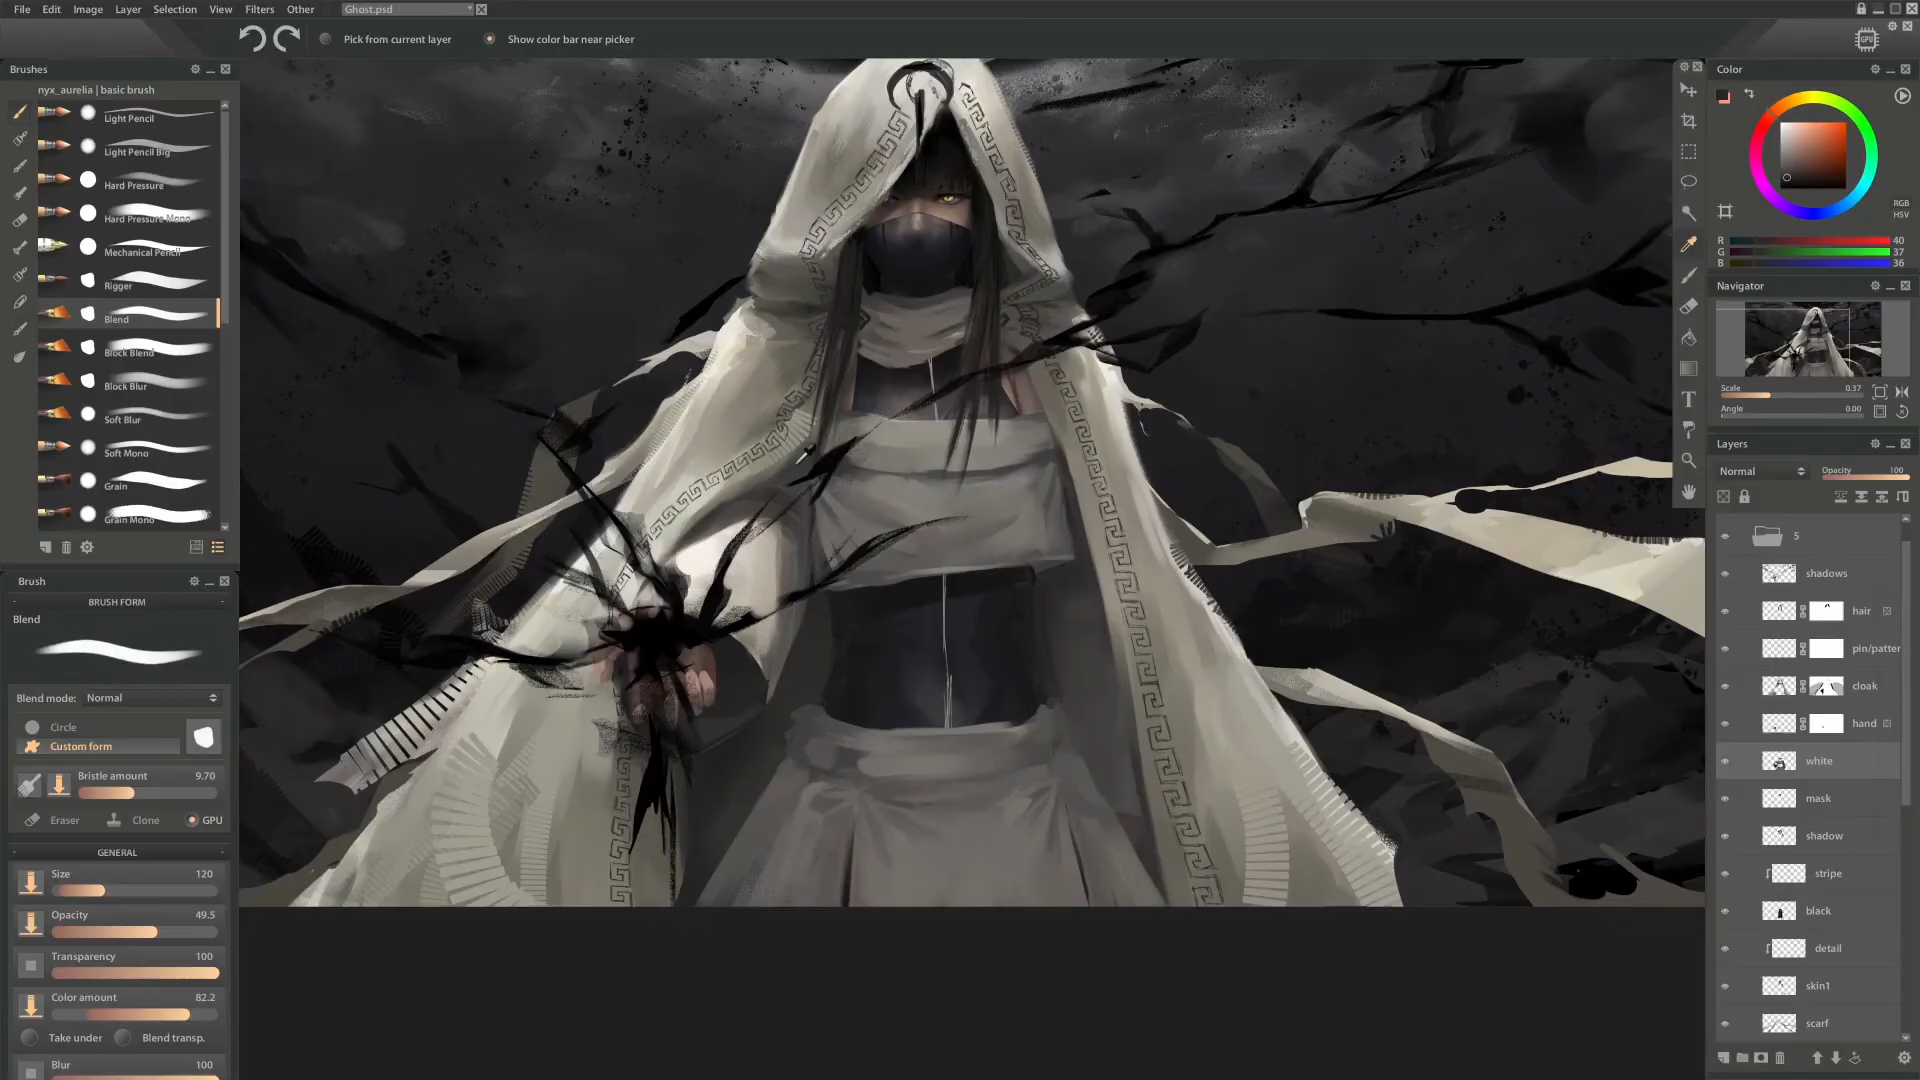 File Edit Image Layer Selection View Filters Other Ghost.psd *
Pick from current layer Show color bar near picker GPU
Brushes
nyx_aurelia | basic brush
Light Pencil
Light Pencil Big
Hard Pressure
Hard Pressure Mono
Mechanical Pencil
Rigger
Blend
Block Blend
Block Blur
Soft Blur
Soft Mono
Grain
Grain Mono
Brush
- BRUSH FORM -
Blend
Blend mode: Normal
Circle
Custom form
Bristle amount 9.70
Eraser Clone GPU
- GENERAL -
Size 120
Opacity 49.5
Transparency 100
Color amount 82.2
Take under Blend transp.
Blur 100
T
Color
RGB
HSV
R 40
G 37
B 36
Navigator
Scale 0.37
Angle 0.00
Layers
Normal Opacity 100
5
shadows
hair
pin/patter
cloak
hand
white
mask
shadow
stripe
black
detail
skin1
scarf